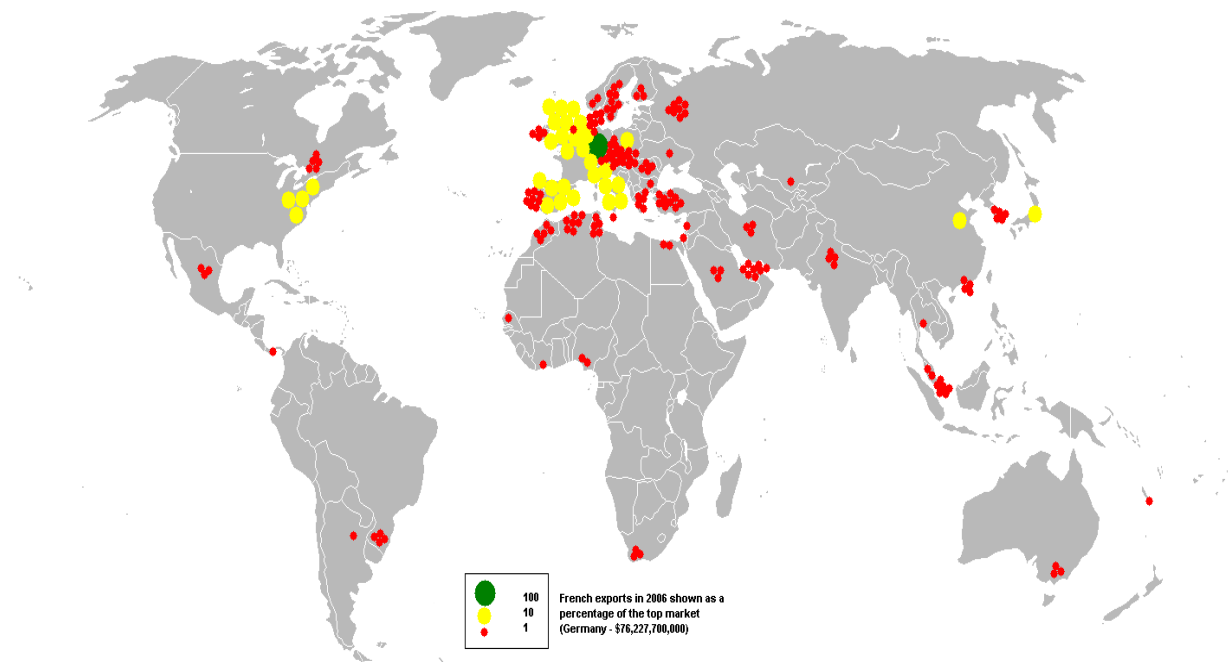 100
10
1
French exports in 2006 shown as a
percentage of the top market
(Germany - $76,227,700,000)